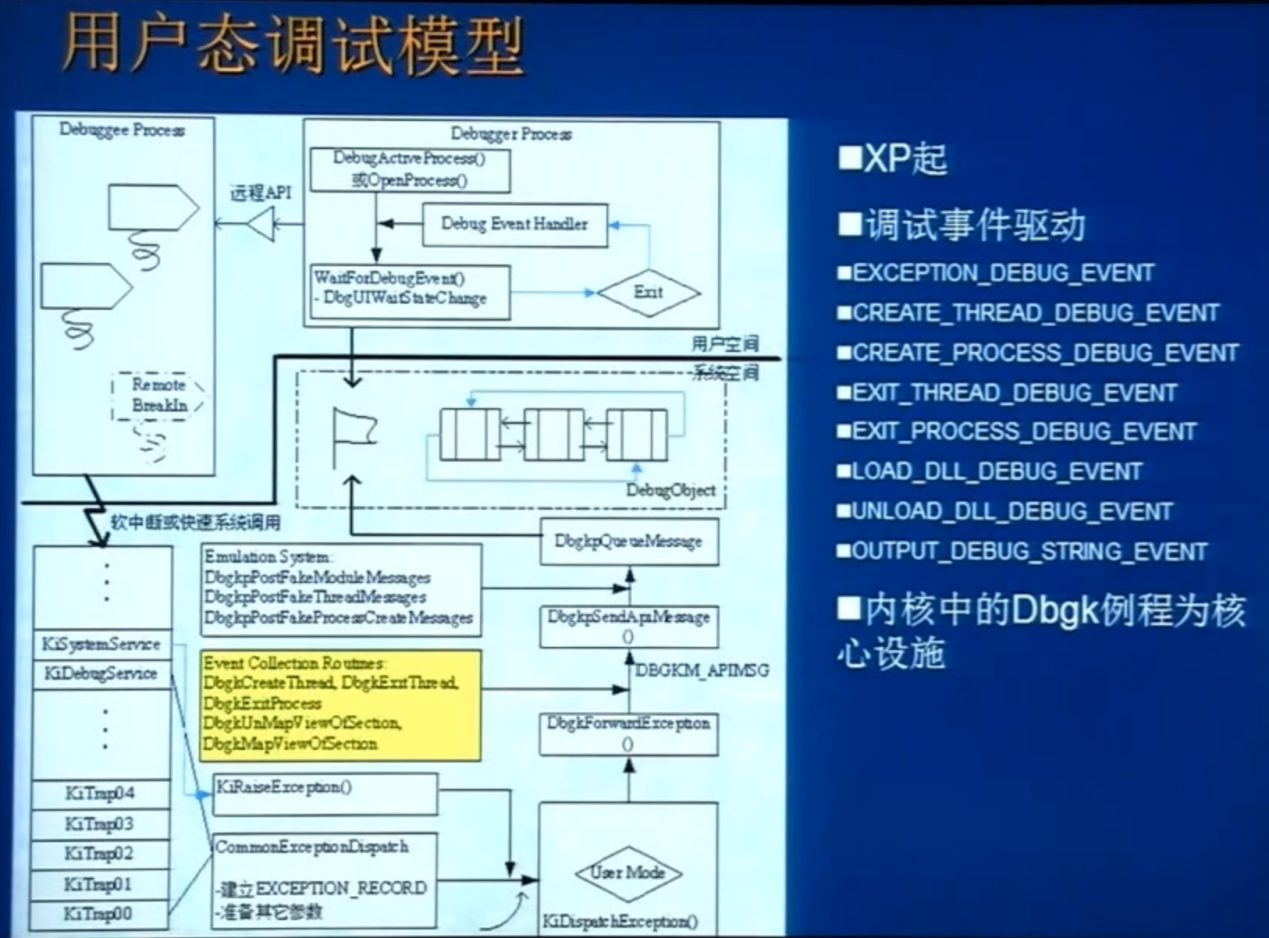 用户态调试模型
Debuggee Process
Debugger Process
DebugActiveProcess()
或OpenProcess()
远程API
Debug Event Handler
WaitForDebugEvent()
- DbgUIWaitStateChange
Exit
用户空间
系统空间
Remote
BreakIn
DebugObject
软中断或快速系统调用
DbgkpQueueMessage
Emulation System:
DbgkpPostFakeModuleMessages
DbgkpPostFakeThreadMessages
DbgkpPostFakeProcessCreateMessages
DbgkpSendApiMessage
()
KiSystemService
KiDebugService
Event Collection Routines:
DbgkCreateThread, DbgkExitThread,
DbgkExitProcess
DbgkUnMapViewOfSection,
DbgkMapViewOfSection
DBGKM_APIMSG
DbgkForwardException
()
KiTrap04
KiTrap03
KiTrap02
KiTrap01
KiTrap00
KiRaiseException()
CommonExceptionDispatch
-建立EXCEPTION_RECORD
-准备其它参数
User Mode
KiDispatchException()
■XP起
■调试事件驱动
■EXCEPTION_DEBUG_EVENT
■CREATE_THREAD_DEBUG_EVENT
■CREATE_PROCESS_DEBUG_EVENT
■EXIT_THREAD_DEBUG_EVENT
■EXIT_PROCESS_DEBUG_EVENT
■LOAD_DLL_DEBUG_EVENT
■UNLOAD_DLL_DEBUG_EVENT
■OUTPUT_DEBUG_STRING_EVENT
■内核中的Dbgk例程为核
心设施